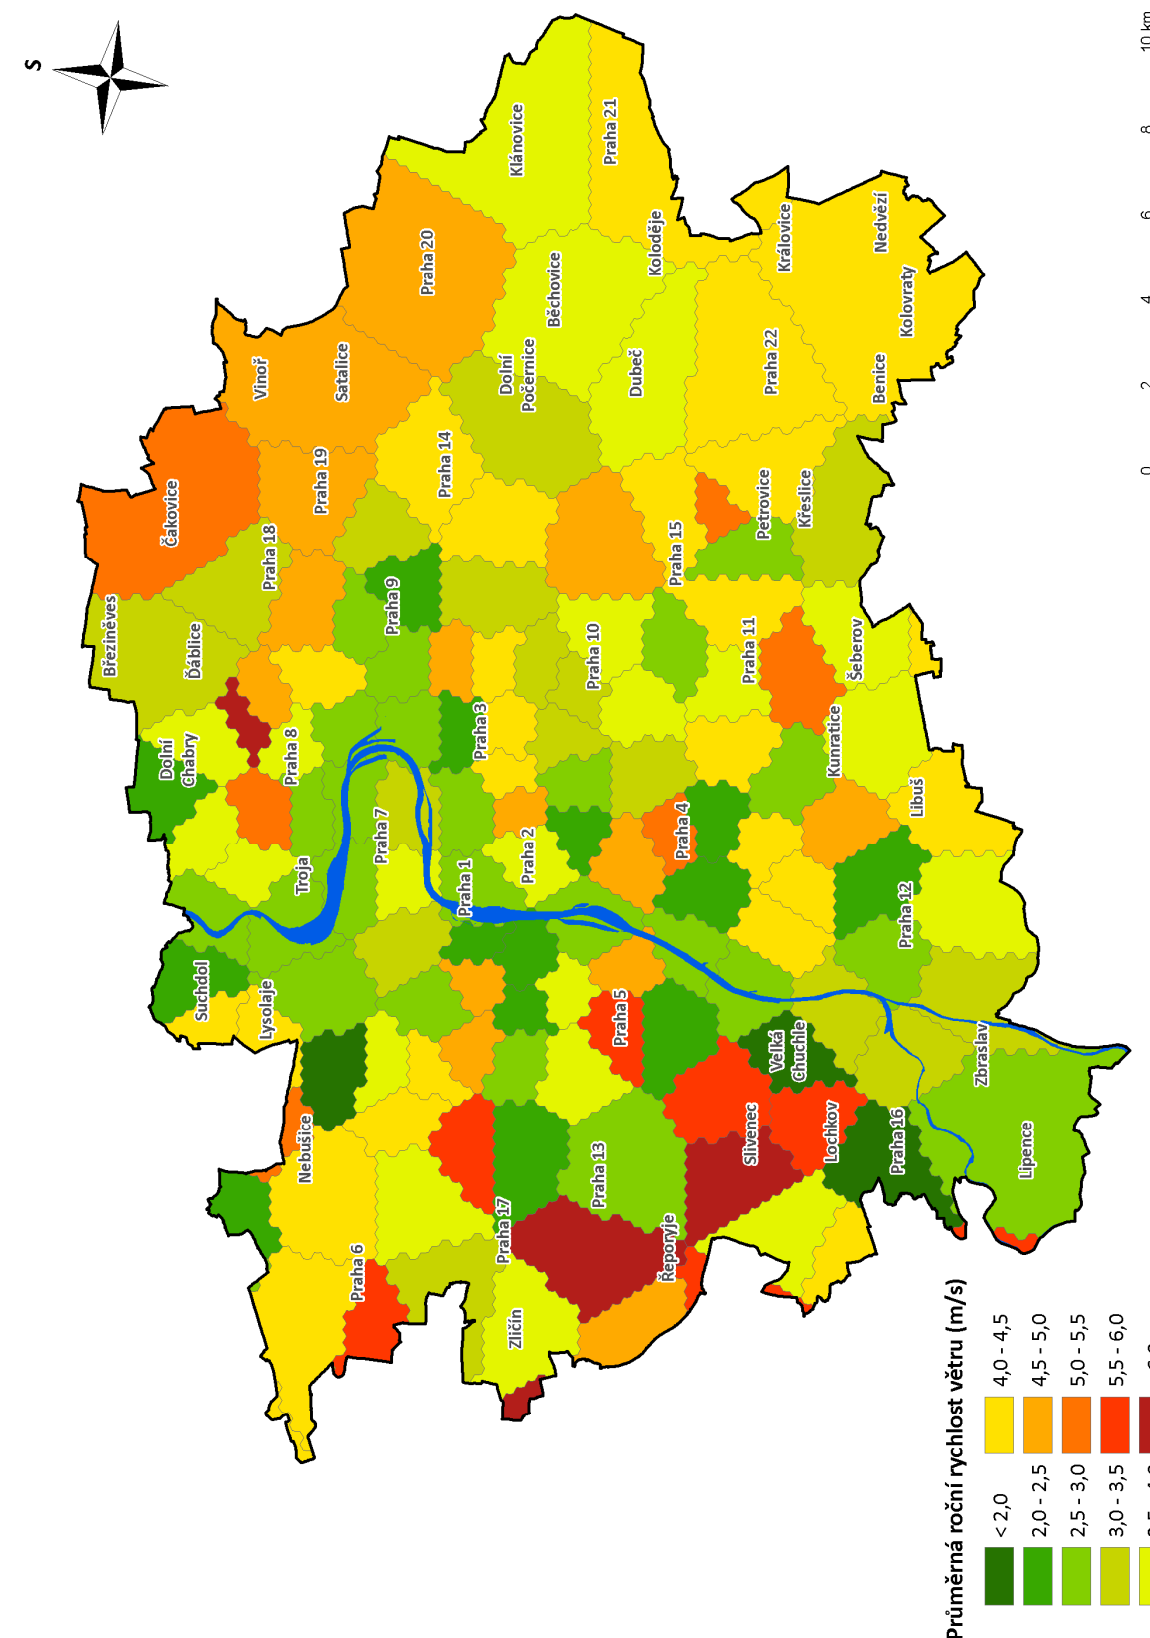 S
Březiněves
Čakovice
Ďáblice
Dolní
Chabry
Praha 18
Vinoř
Suchdol
Lysolaje
Troja
Praha 8
Praha 19
Satalice
Nebušice
Praha 6
Praha 7
Praha 9
Praha 14
Praha 20
Klánovice
Praha 17
Zličín
Praha 1
Praha 2
Praha 3
Dolní
Počernice
Běchovice
Praha 21
Praha 13
Praha 5
Praha 10
Dubeč
Koloděje
Řeporyje
Praha 4
Praha 15
Slivenec
Velká
Chuchle
Praha 11
Petrovice
Praha 22
Královice
Lochkov
Kunratice
Šeberov
Křeslice
Benice
Nedvězí
Kolovraty
Praha 16
Praha 12
Libuš
Lipence
Zbraslav
Průměrná roční rychlost větru (m/s)
< 2,0
2,0 - 2,5
2,5 - 3,0
3,0 - 3,5
4,0 - 4,5
4,5 - 5,0
5,0 - 5,5
5,5 - 6,0
0 2 4 6 8 10 km